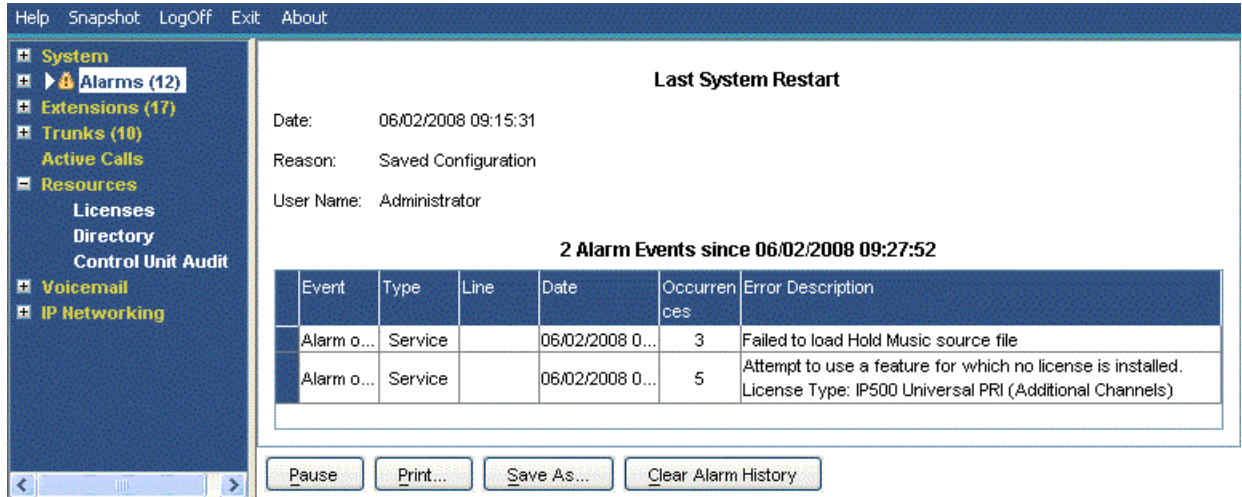 Help Snapshot LogOff Exit About
System
Alarms (12)
Extensions (17)
Trunks (10)
Active Calls
Resources
Licenses
Directory
Control Unit Audit
Voicemail
IP Networking
Last System Restart
Date: 06/02/2008 09:15:31
Reason: Saved Configuration
User Name: Administrator
2 Alarm Events since 06/02/2008 09:27:52
Event Type Line Date Occurren Error Description
ces
Alarm o... Service 06/02/2008 0... 3 Failed to load Hold Music source file
Alarm o... Service 06/02/2008 0... 5 Attempt to use a feature for which no license is installed.
License Type: IP500 Universal PRI (Additional Channels)
Pause Print... Save As... Clear Alarm History